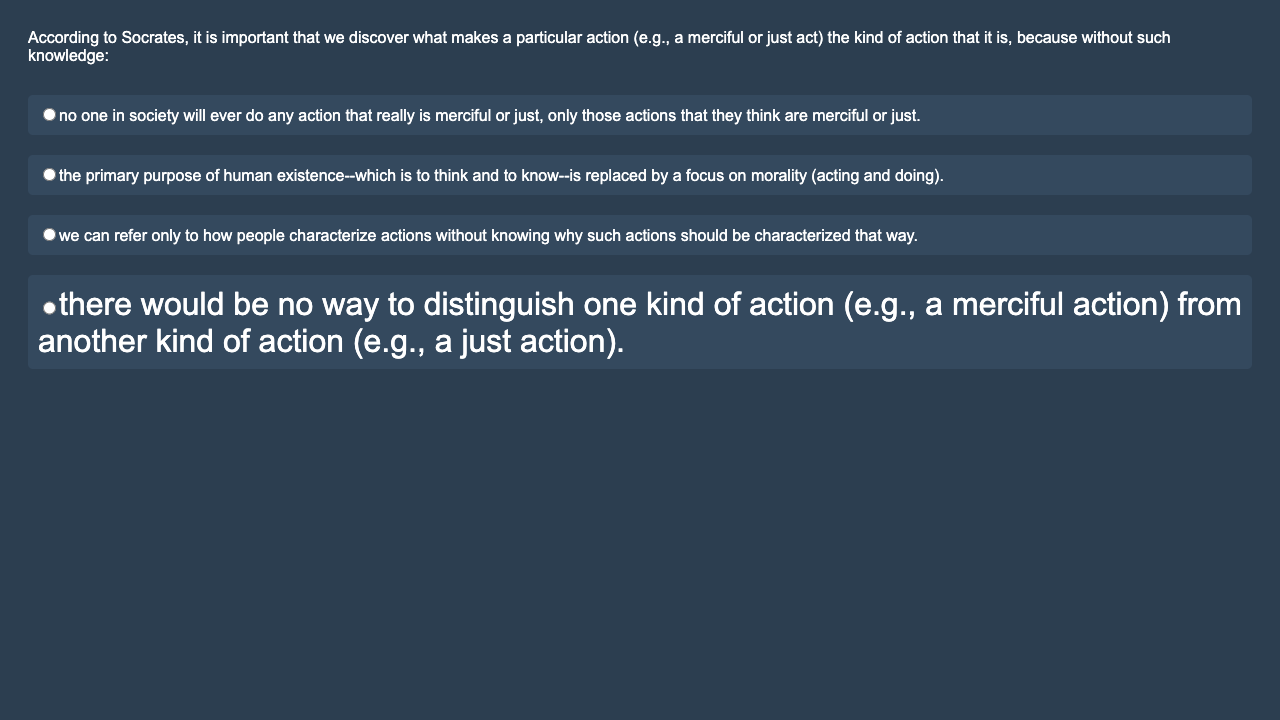 According to Socrates, it is important that we discover what makes a particular action (e.g., a merciful or just act) the kind of action that it is, because without such
knowledge:
no one in society will ever do any action that really is merciful or just, only those actions that they think are merciful or just.
the primary purpose of human existence--which is to think and to know--is replaced by a focus on morality (acting and doing).
we can refer only to how people characterize actions without knowing why such actions should be characterized that way.
there would be no way to distinguish one kind of action (e.g., a merciful action) from
another kind of action (e.g., a just action).